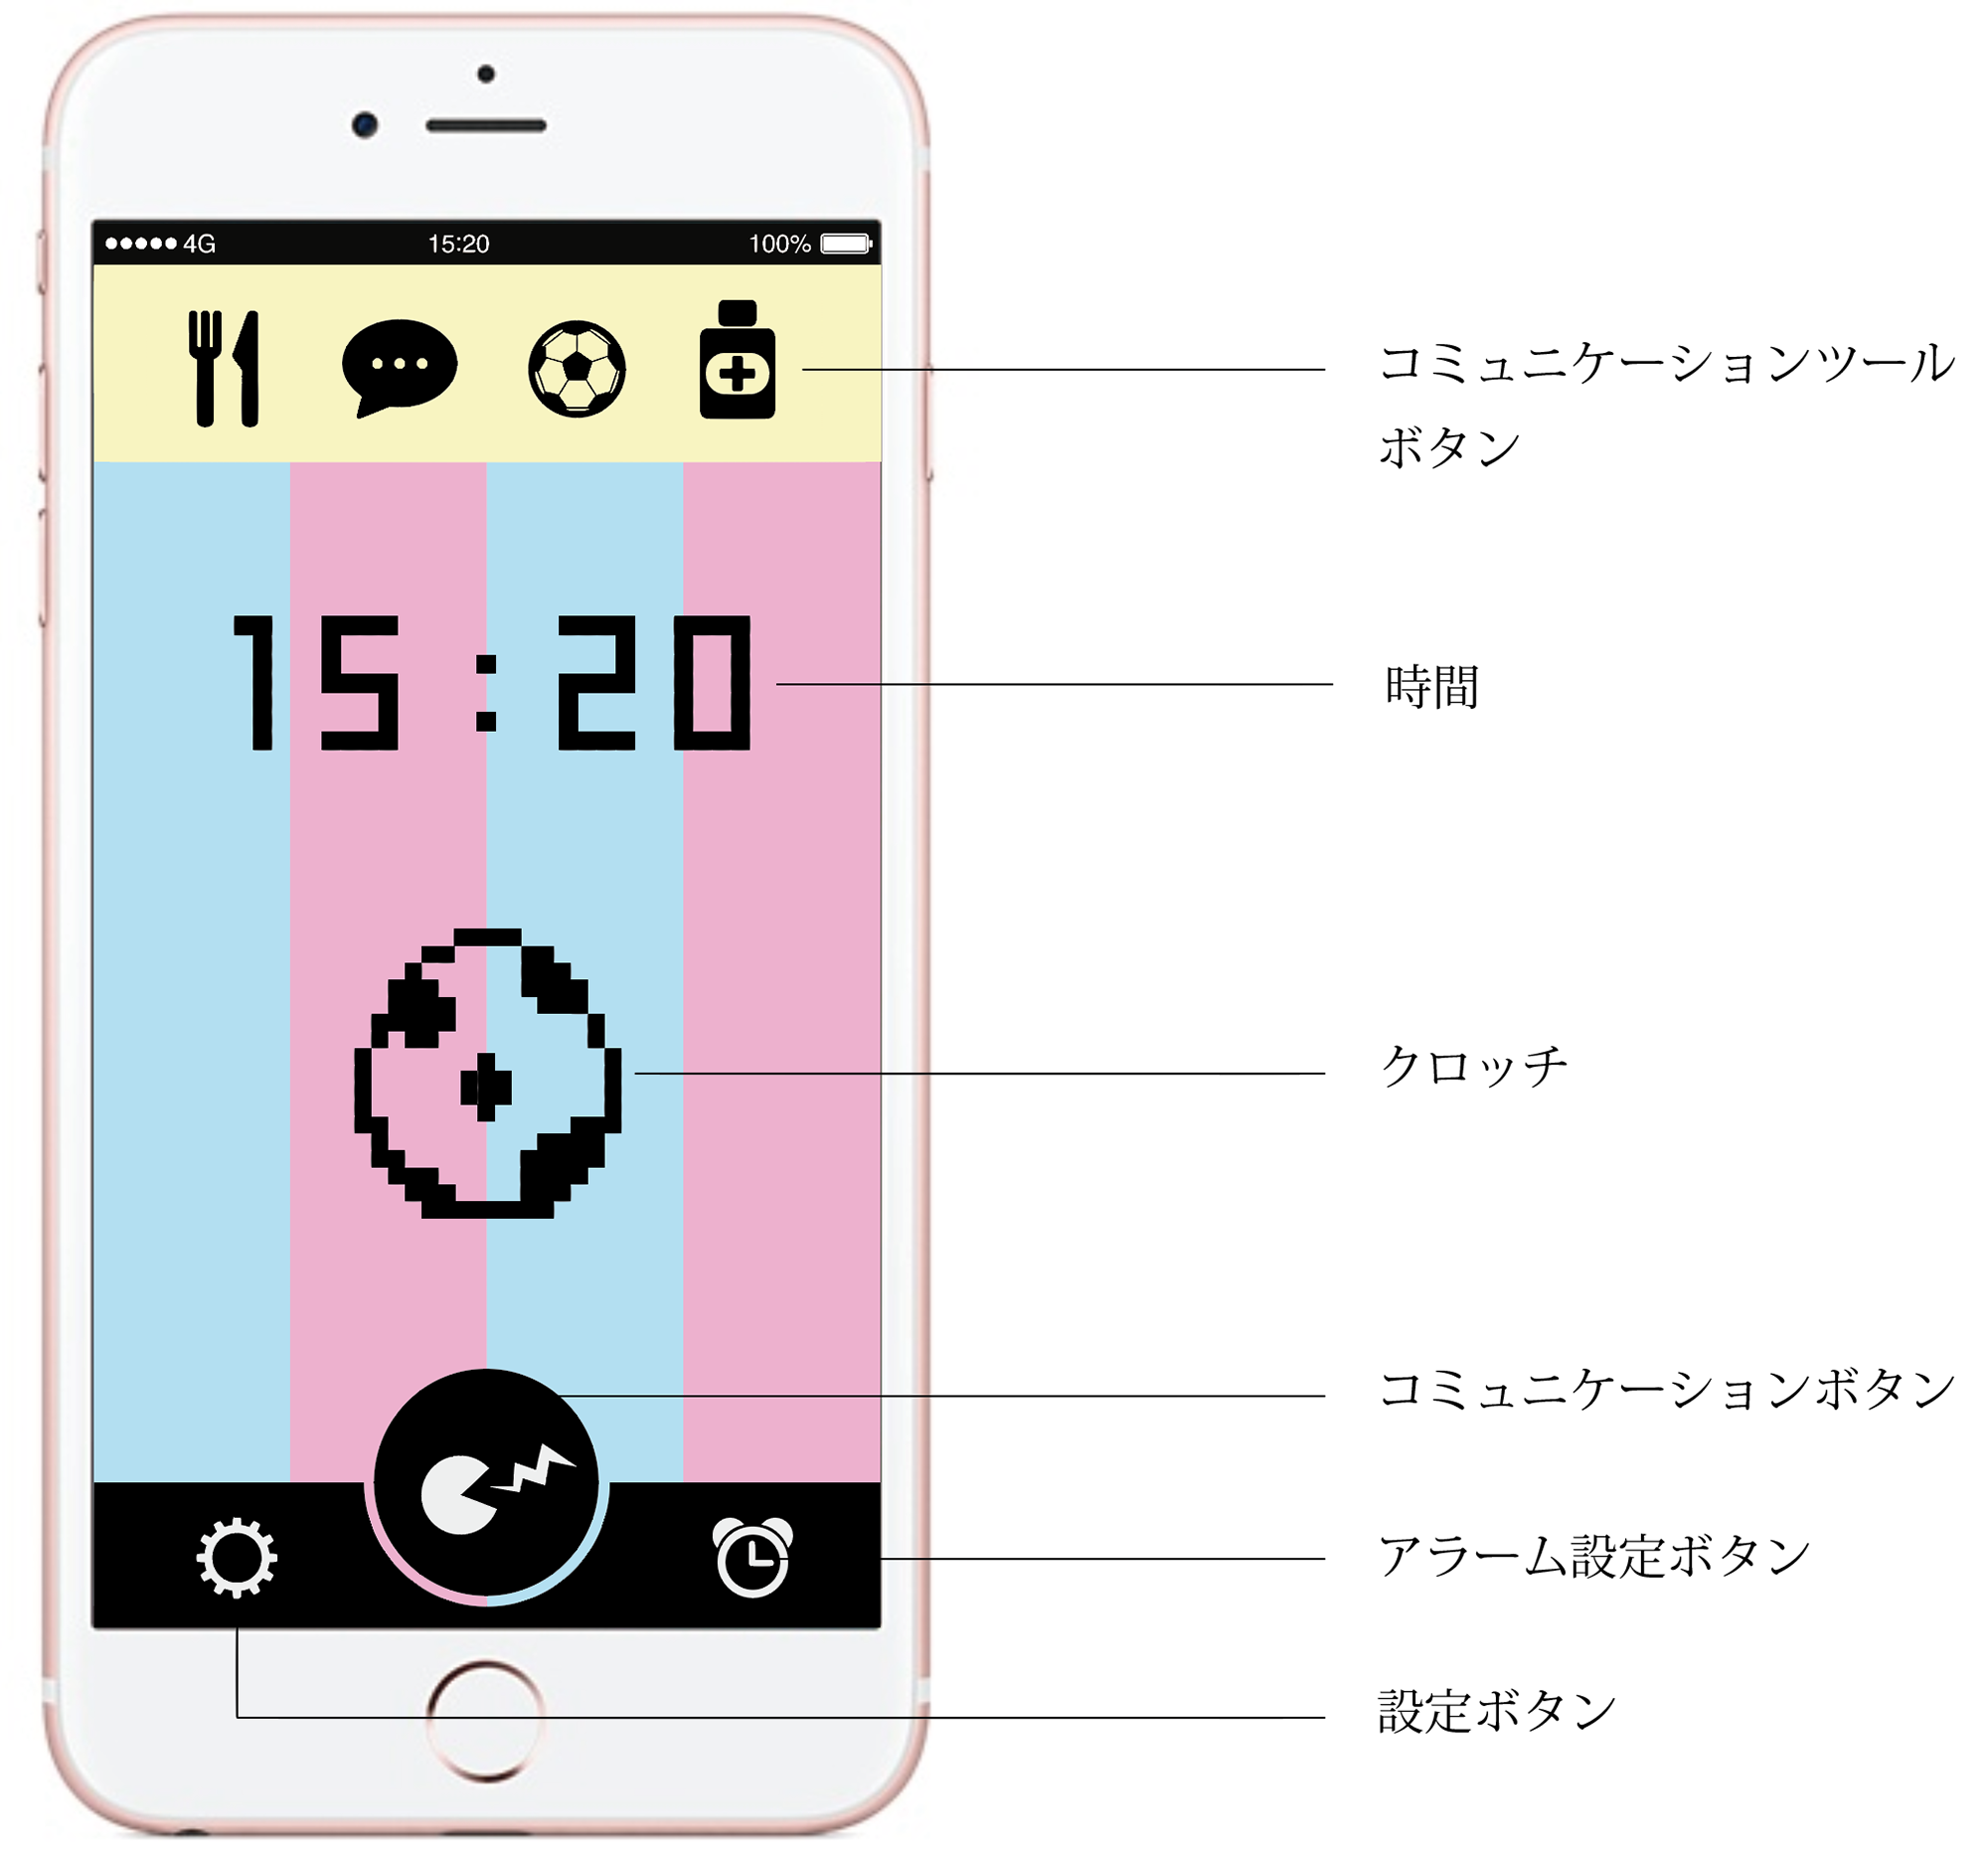 4G 15:20 100%
コミュニケーションツール
ボタン
15:20
時間
クロッチ
コミュニケーションボタン
アラーム設定ボタン
設定ボタン